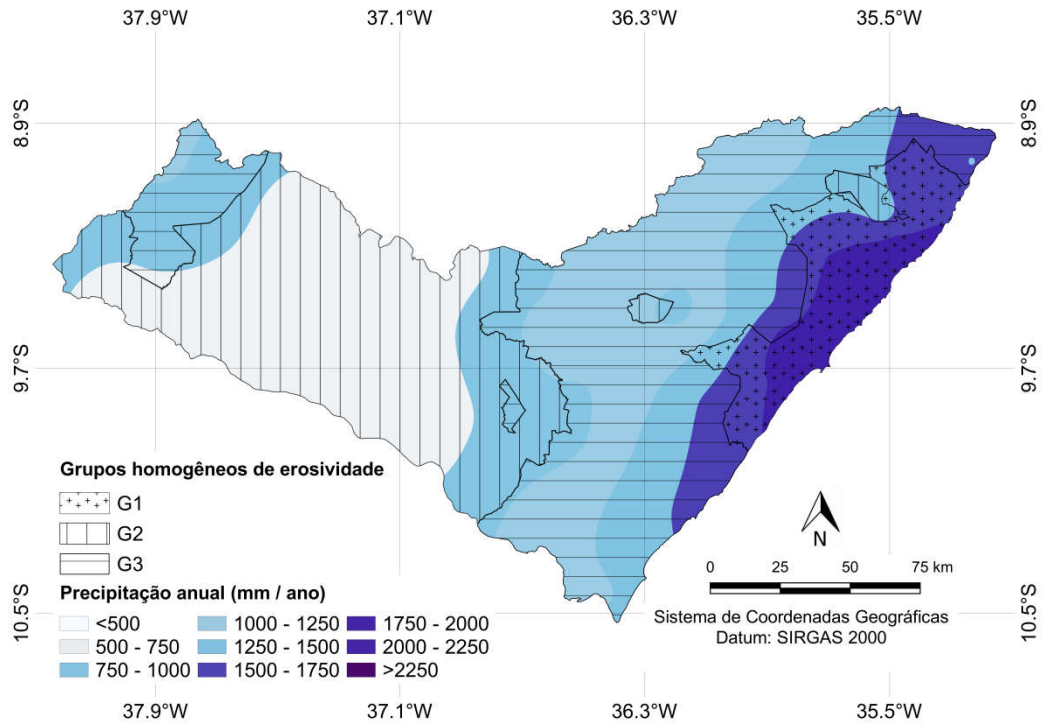 37.9°W 37.1°W 36.3°W 35.5°W
8.9°S 8.9°S
9.7°S 9.7°S
Grupos homogêneos de erosividade
G1
G2
G3
N
0 25 50 75 km
Precipitação anual (mm / ano)
<500 1000 - 1250 1750 - 2000
500 - 750 1250 - 1500 2000 - 2250
750 - 1000 1500 - 1750 >2250
Sistema de Coordenadas Geográficas
Datum: SIRGAS 2000
10.5°S 10.5°S
37.9°W 37.1°W 36.3°W 35.5°W